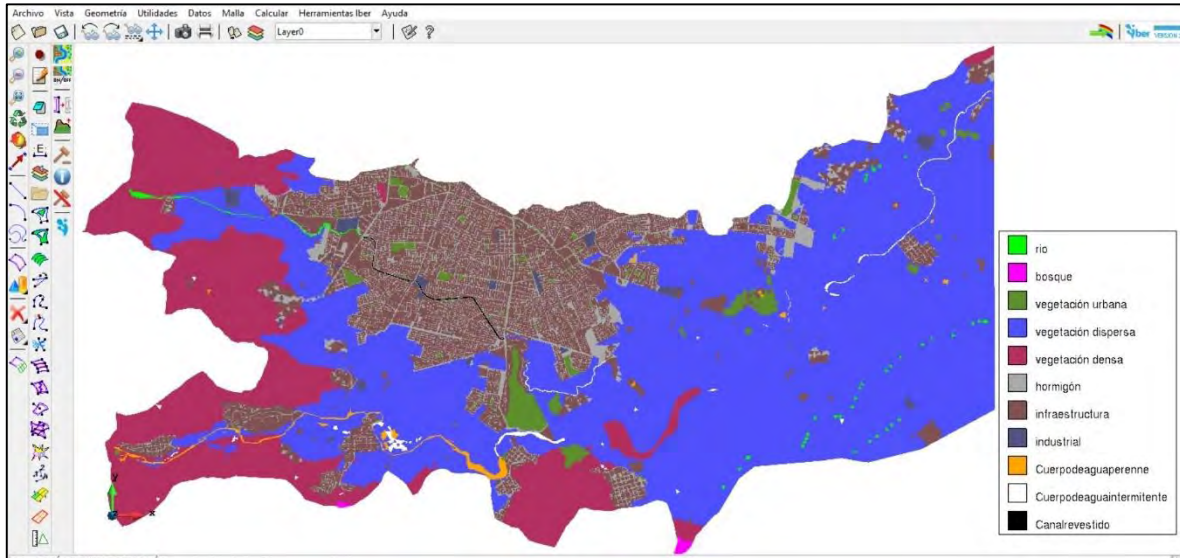 Archivo Vista Geometría Utilidades Datos Malla Calcular Herramientas Iber Ayuda
Layer0
Iber
rio
bosque
vegetación urbana
vegetación dispersa
vegetación densa
hormigón
infraestructura
industrial
Cuerpodeaguaperenne
Cuerpodeaguaintermitente
Canalrevestido
y
x